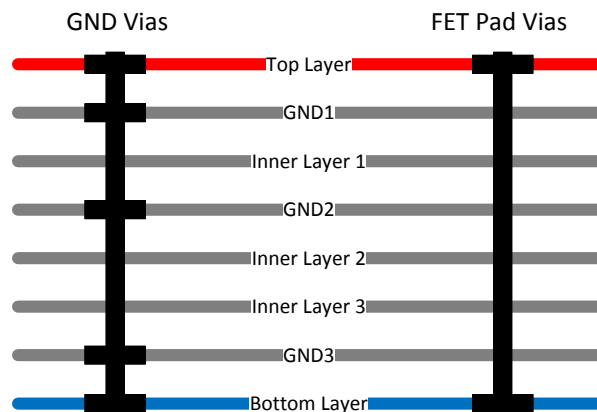 GND Vias
FET Pad Vias
Top Layer
GND1
Inner Layer 1
GND2
Inner Layer 2
Inner Layer 3
GND3
Bottom Layer